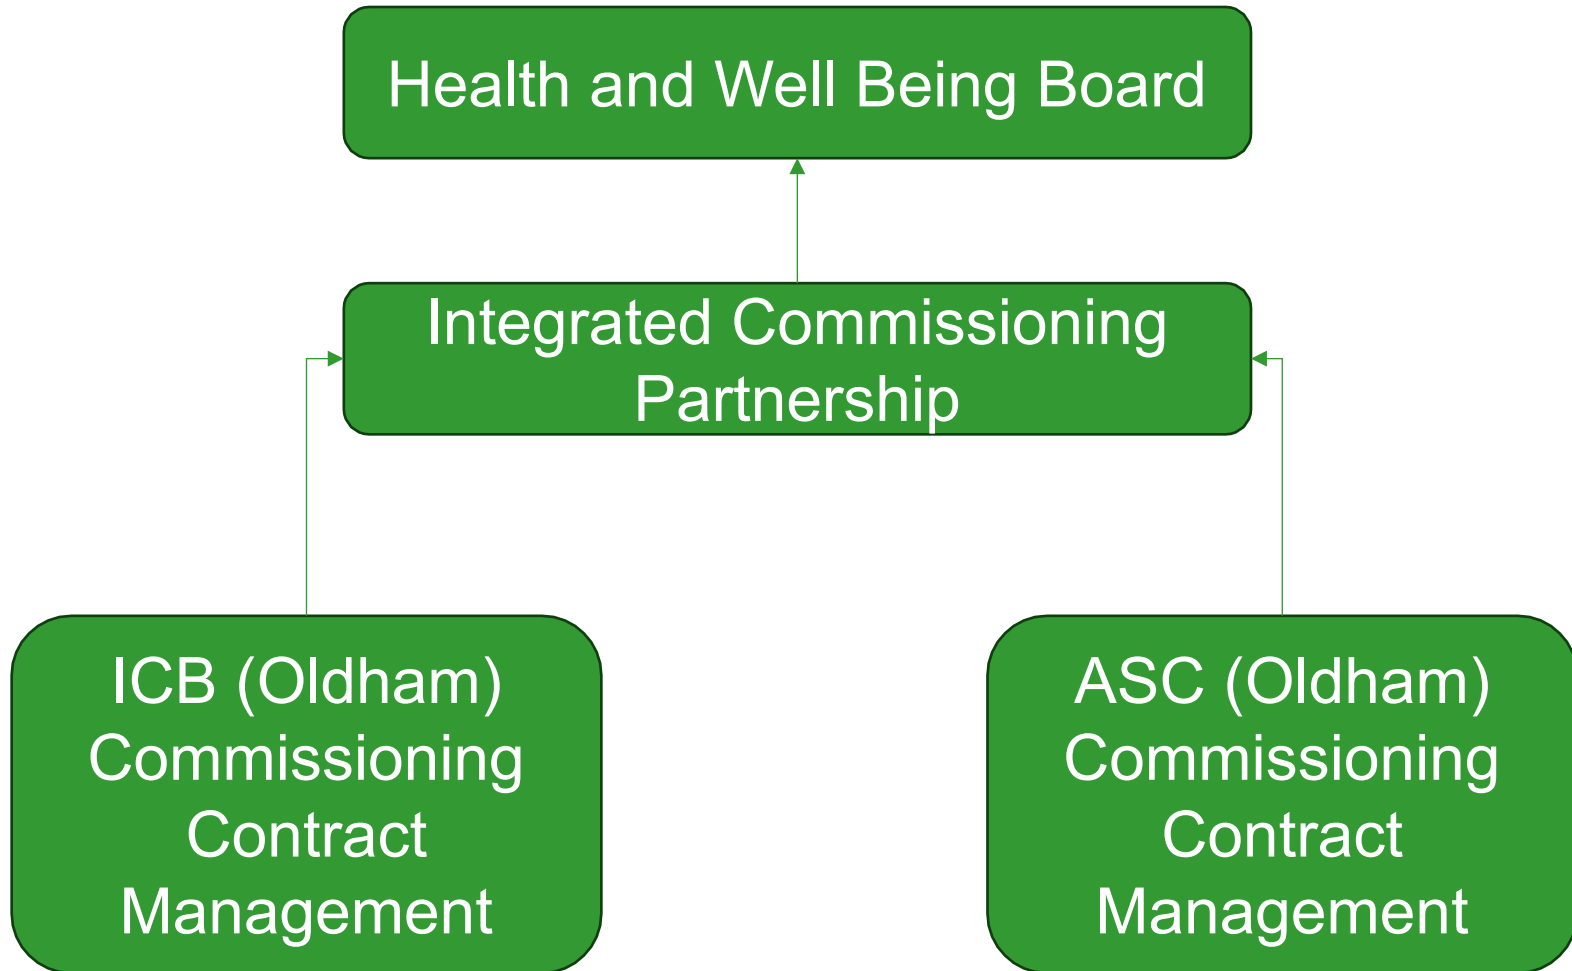 Health and Well Being Board
Integrated Commissioning
Partnership
ICB (Oldham)
Commissioning
Contract
Management
ASC (Oldham)
Commissioning
Contract
Management